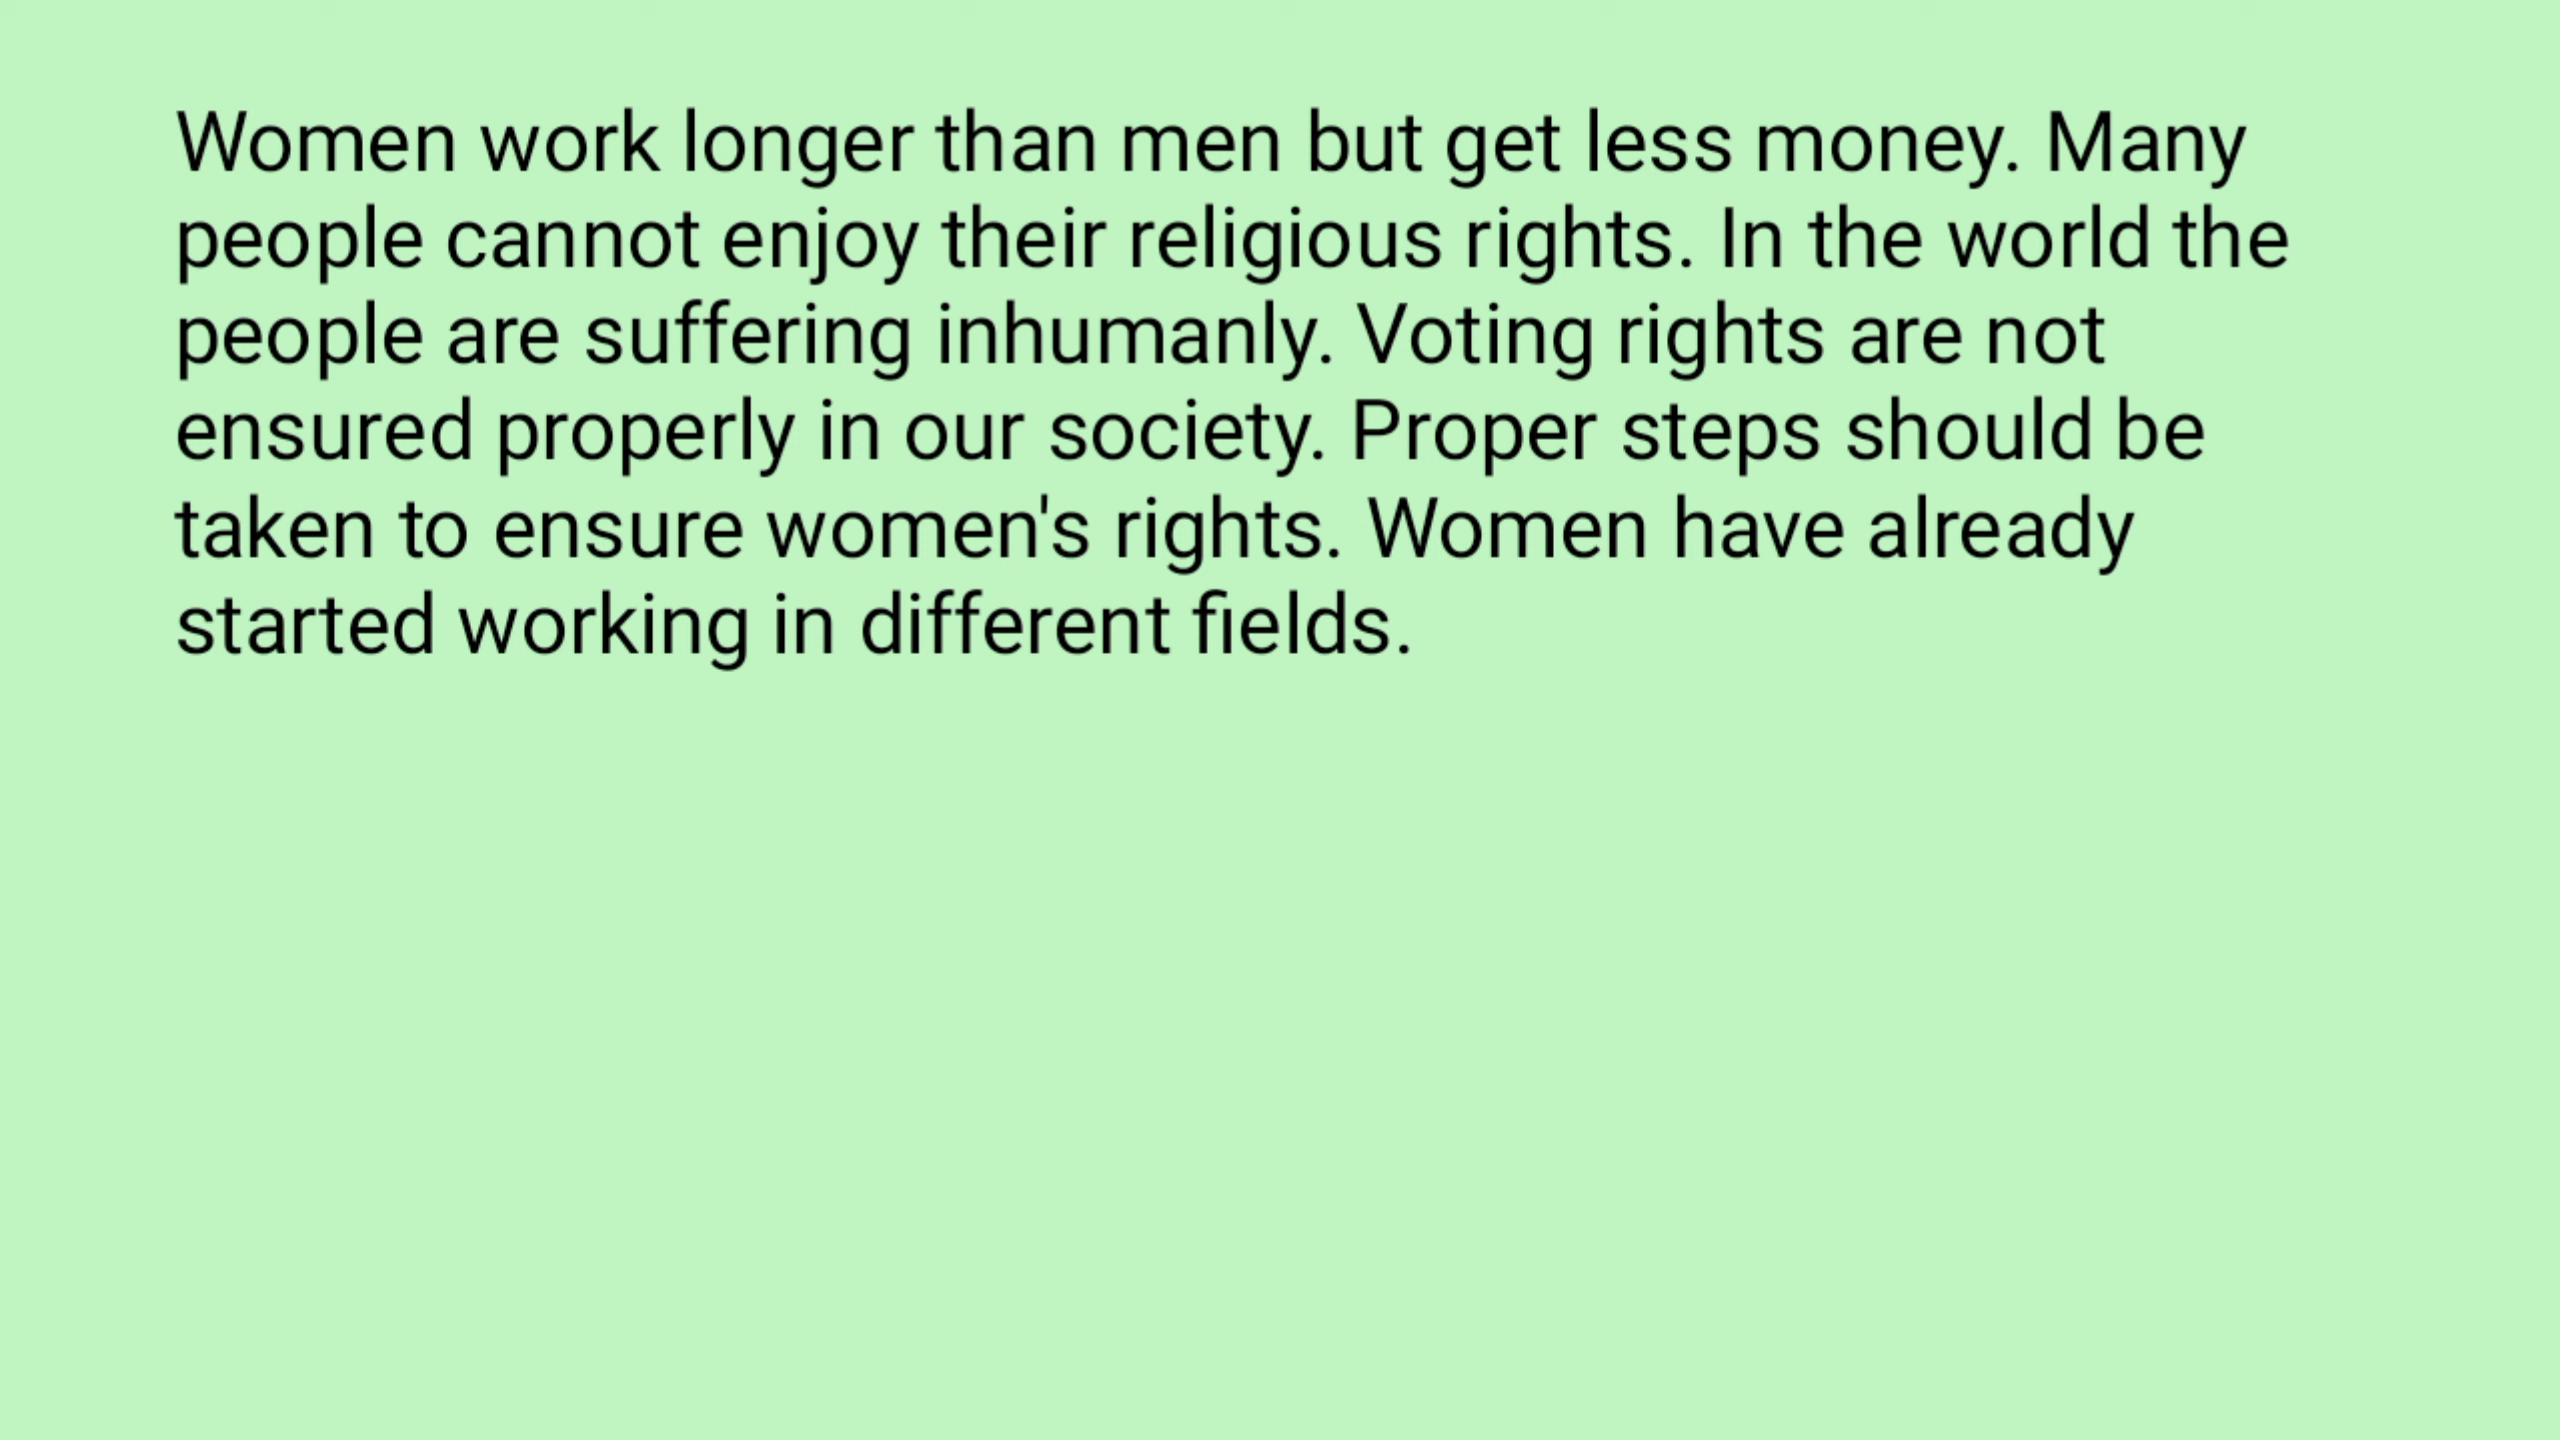 Women work longer than men but get less money. Many
people cannot enjoy their religious rights. In the world the
people are suffering inhumanly. Voting rights are not
ensured properly in our society. Proper steps should be
taken to ensure women's rights. Women have already
started working in different fields.